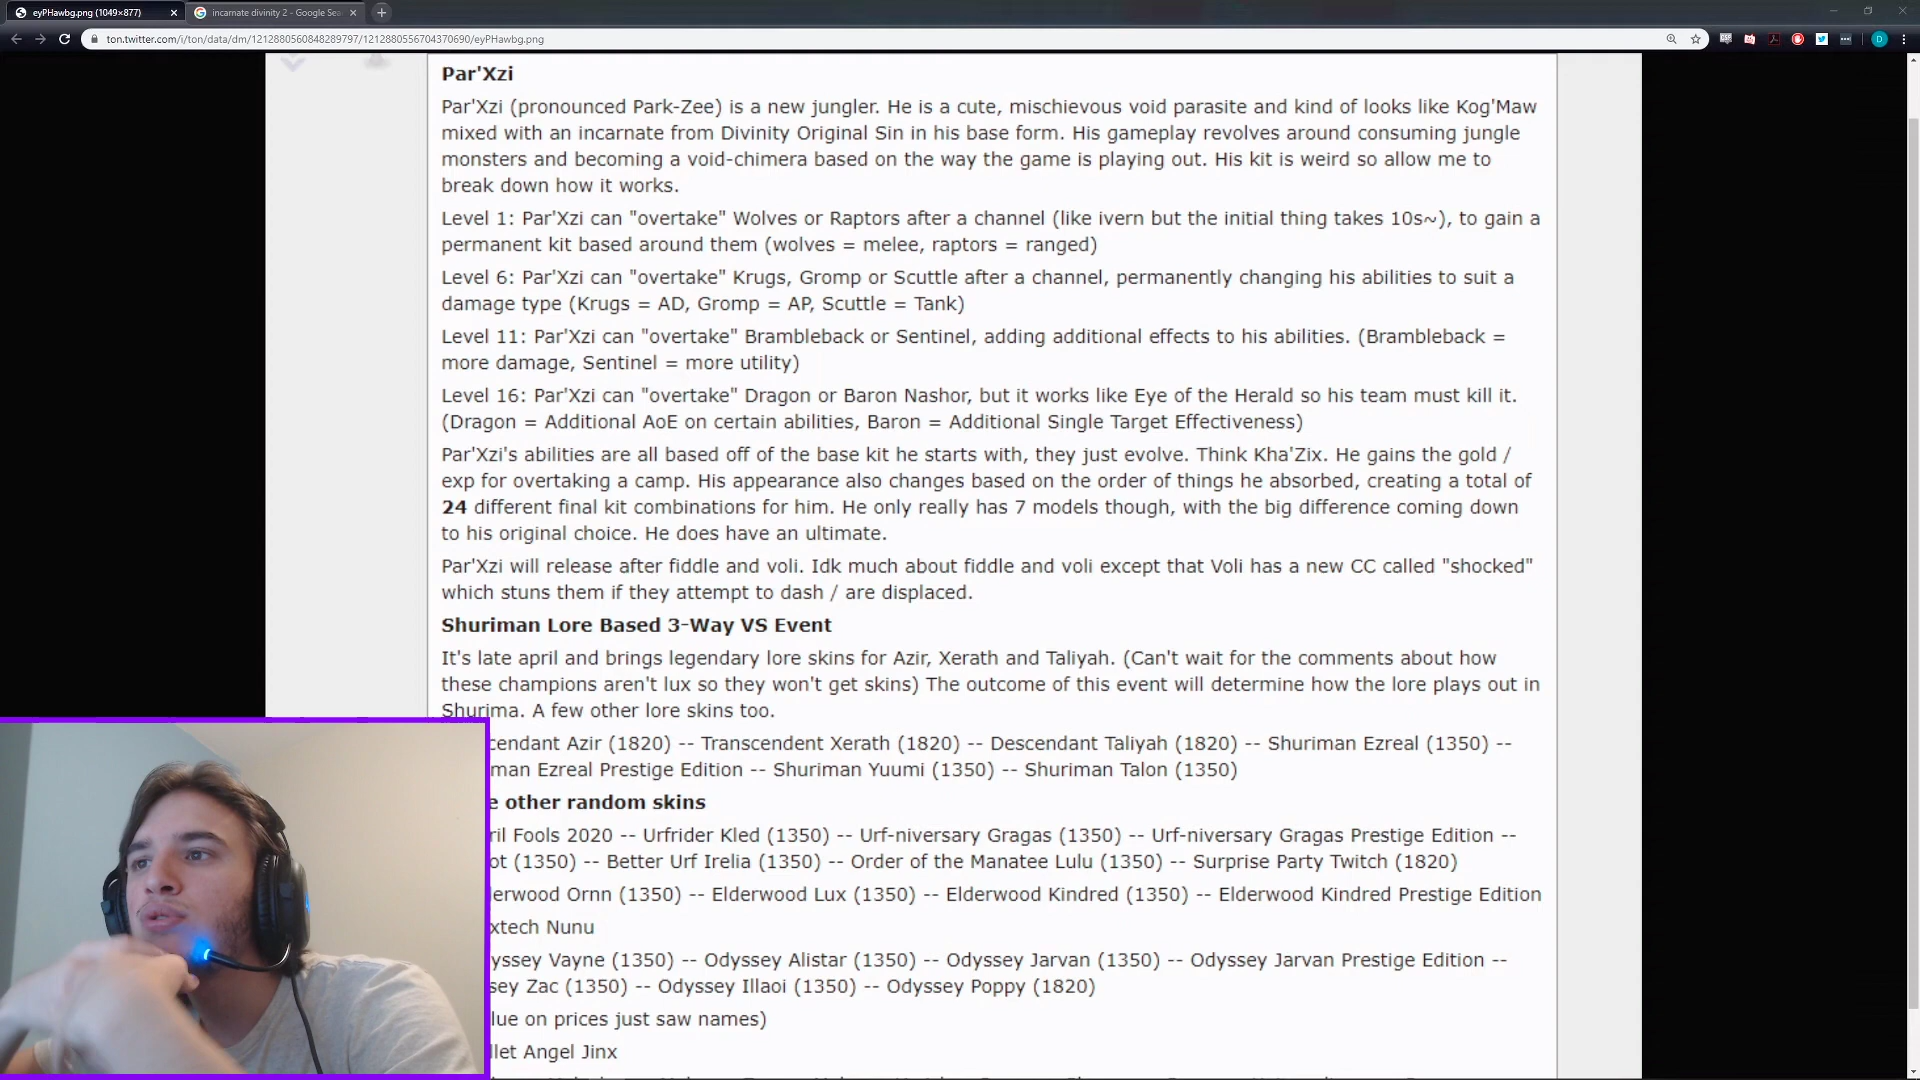 eyPHawbg.png (1049×877)
incarnate divinity 2 - Google Sea
ton.twitter.com/i/ton/data/dm/1212880560848289797/1212880556704370690/eyPHawbg.png
Par'Xzi
Par'Xzi (pronounced Park-Zee) is a new jungler. He is a cute, mischievous void parasite and kind of looks like Kog'Maw
mixed with an incarnate from Divinity Original Sin in his base form. His gameplay revolves around consuming jungle
monsters and becoming a void-chimera based on the way the game is playing out. His kit is weird so allow me to
break down how it works.
Level 1: Par'Xzi can "overtake" Wolves or Raptors after a channel (like ivern but the initial thing takes 10s~), to gain a
permanent kit based around them (wolves = melee, raptors = ranged)
Level 6: Par'Xzi can "overtake" Krugs, Gromp or Scuttle after a channel, permanently changing his abilities to suit a
damage type (Krugs = AD, Gromp = AP, Scuttle = Tank)
Level 11: Par'Xzi can "overtake" Brambleback or Sentinel, adding additional effects to his abilities. (Brambleback =
more damage, Sentinel = more utility)
Level 16: Par'Xzi can "overtake" Dragon or Baron Nashor, but it works like Eye of the Herald so his team must kill it.
(Dragon = Additional AoE on certain abilities, Baron = Additional Single Target Effectiveness)
Par'Xzi's abilities are all based off of the base kit he starts with, they just evolve. Think Kha'Zix. He gains the gold /
exp for overtaking a camp. His appearance also changes based on the order of things he absorbed, creating a total of
24 different final kit combinations for him. He only really has 7 models though, with the big difference coming down
to his original choice. He does have an ultimate.
Par'Xzi will release after fiddle and voli. Idk much about fiddle and voli except that Voli has a new CC called "shocked"
which stuns them if they attempt to dash / are displaced.
Shuriman Lore Based 3-Way VS Event
It's late april and brings legendary lore skins for Azir, Xerath and Taliyah. (Can't wait for the comments about how
these champions aren't lux so they won't get skins) The outcome of this event will determine how the lore plays out in
Shurima. A few other lore skins too.
cendant Azir (1820) -- Transcendent Xerath (1820) -- Descendant Taliyah (1820) -- Shuriman Ezreal (1350) --
man Ezreal Prestige Edition -- Shuriman Yuumi (1350) -- Shuriman Talon (1350)
e other random skins
ril Fools 2020 -- Urfrider Kled (1350) -- Urf-niversary Gragas (1350) -- Urf-niversary Gragas Prestige Edition --
ot (1350) -- Better Urf Irelia (1350) -- Order of the Manatee Lulu (1350) -- Surprise Party Twitch (1820)
erwood Ornn (1350) -- Elderwood Lux (1350) -- Elderwood Kindred (1350) -- Elderwood Kindred Prestige Edition
xtech Nunu
yssey Vayne (1350) -- Odyssey Alistar (1350) -- Odyssey Jarvan (1350) -- Odyssey Jarvan Prestige Edition --
sey Zac (1350) -- Odyssey Illaoi (1350) -- Odyssey Poppy (1820)
lue on prices just saw names)
llet Angel Jinx